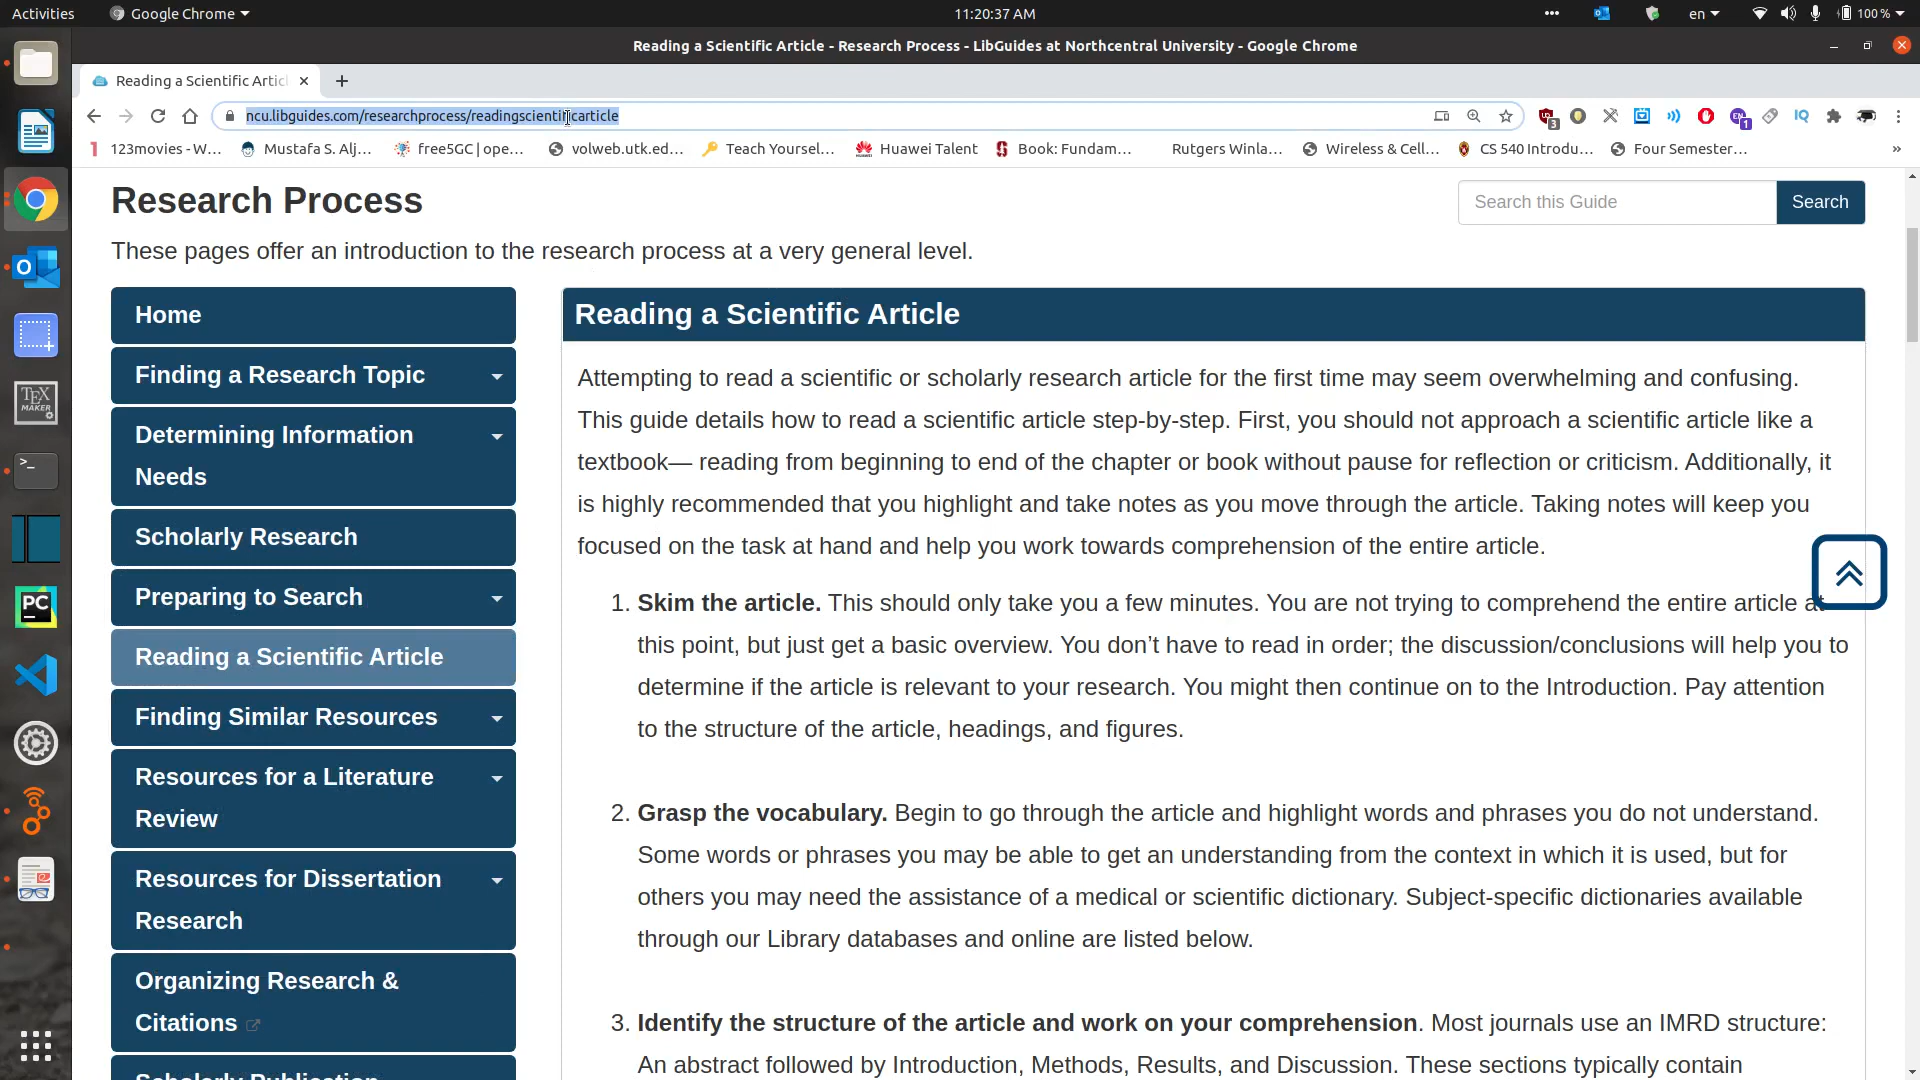 Activities
Google Chrome
11:20:37 AM
en
100 %
Reading a Scientific Article - Research Process - LibGuides at Northcentral University - Google Chrome
Reading a Scientific Artic
ncu.libguides.com/researchprocess/readingscientificarticle
123movies - W...
Mustafa S. Alj...
free5GC | ope...
volweb.utk.ed...
Teach Yoursel...
Huawei Talent
Book: Fundam...
Rutgers Winla...
Wireless & Cell...
CS 540 Introdu...
Four Semester...
»
Research Process
Search this Guide
Search
These pages offer an introduction to the research process at a very general level.
Home
Finding a Research Topic
Determining Information
Needs
Scholarly Research
Preparing to Search
Reading a Scientific Article
Finding Similar Resources
Resources for a Literature
Review
Resources for Dissertation
Research
Organizing Research &
Citations
Scholarly Publication
Reading a Scientific Article
Attempting to read a scientific or scholarly research article for the first time may seem overwhelming and confusing.
This guide details how to read a scientific article step-by-step. First, you should not approach a scientific article like a
textbook— reading from beginning to end of the chapter or book without pause for reflection or criticism. Additionally, it
is highly recommended that you highlight and take notes as you move through the article. Taking notes will keep you
focused on the task at hand and help you work towards comprehension of the entire article.
1. Skim the article. This should only take you a few minutes. You are not trying to comprehend the entire article at
this point, but just get a basic overview. You don’t have to read in order; the discussion/conclusions will help you to
determine if the article is relevant to your research. You might then continue on to the Introduction. Pay attention
to the structure of the article, headings, and figures.
2. Grasp the vocabulary. Begin to go through the article and highlight words and phrases you do not understand.
Some words or phrases you may be able to get an understanding from the context in which it is used, but for
others you may need the assistance of a medical or scientific dictionary. Subject-specific dictionaries available
through our Library databases and online are listed below.
3. Identify the structure of the article and work on your comprehension. Most journals use an IMRD structure:
An abstract followed by Introduction, Methods, Results, and Discussion. These sections typically contain